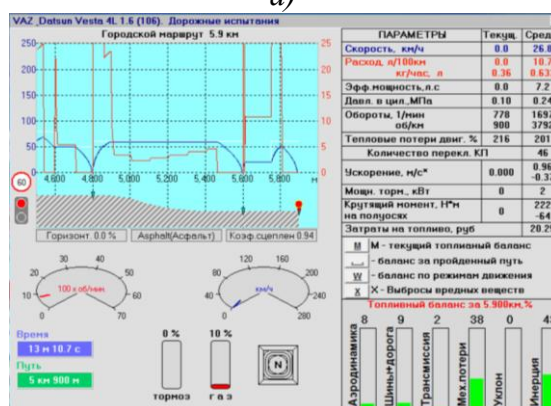 а)
VAZ_Datsun Vesta 4L 1.6 (106). Дорожные испытания
Городской маршрут 5.9 км
250 25
200 20
150 15
100 10
50 5
0 0
4,600 4,800 5,000 5,200 5,400 5,600 5,800 м
60
Горизонт. 0.0 % Asphalt(Асфальт) Коэф.сцеплен 0.94
0 10 20 30 40 50 60 70
100 x об/мин.
0 40 80 120 160 200 240 280
км/ч
Время
13 м 10.7 с
Путь
5 км 900 м
0 %
тормоз
10 %
газ
N
ПАРАМЕТРЫ Текущ. Сред
Скорость, км/ч 0.0 26.
Расход, л/100км 0.0 10.
кг/час, л 0.36 0.63
Эфф.мощность,л.с 0.0 7.2
Давл. в цил.,МПа 0.10 0.24
Обороты, 1/мин 778 169
об/км 900 379
Тепловые потери двиг. % 216 201
Количество перекл. КП 46
Ускорение, м/с² 0.000 0.96
-0.3
Мощн. торм., кВт 0 2
Крутящий момент, Н*м на полуосях 0 222
-64
Затраты на топливо, руб 20.2
M М - текущий топливный баланс
- баланс за пройденный путь
W - баланс по режимам движения
X X - Выбросы вредных веществ
Топливный баланс за 5.900км,%
8 9 2 38 0 4
Аэродинамика
Шины+дорога
Трансмиссия
Мех.потери
Уклон
Инерция